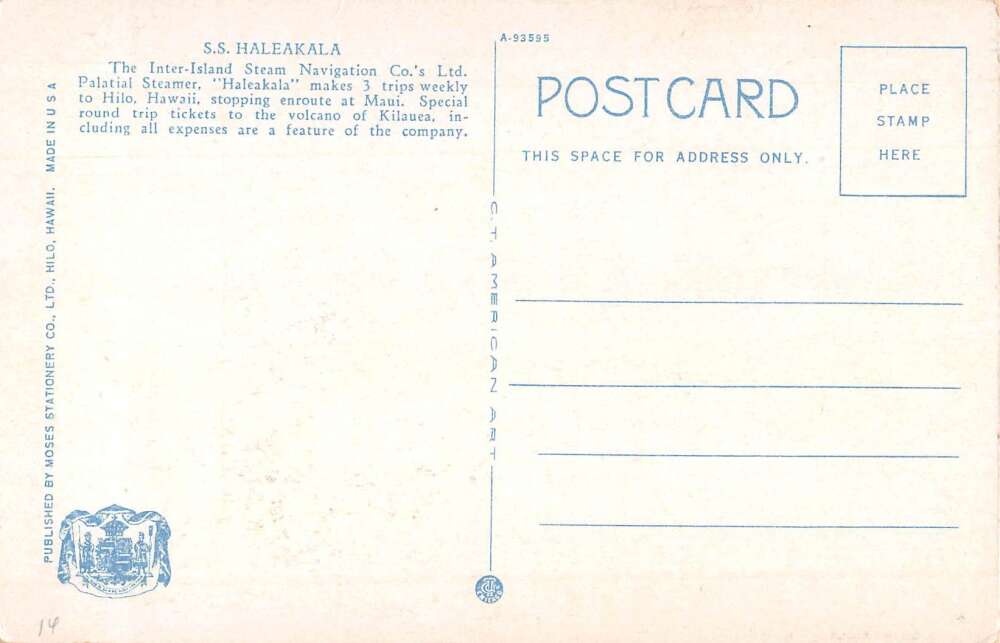 S.S. HALEAKALA
The Inter-Island Steam Navigation Co.'s Ltd.
Palatial Steamer, "Haleakala" makes 3 trips weekly
to Hilo, Hawaii, stopping enroute at Maui. Special
round trip tickets to the volcano of Kilauea, in-
cluding all expenses are a feature of the company.
PUBLISHED BY MOSES STATIONERY CO., LTD., HILO, HAWAII. MADE IN U S A
A-93595
C.T. AMERICAN ART
POSTCARD
THIS SPACE FOR ADDRESS ONLY.
PLACE
STAMP
HERE
14